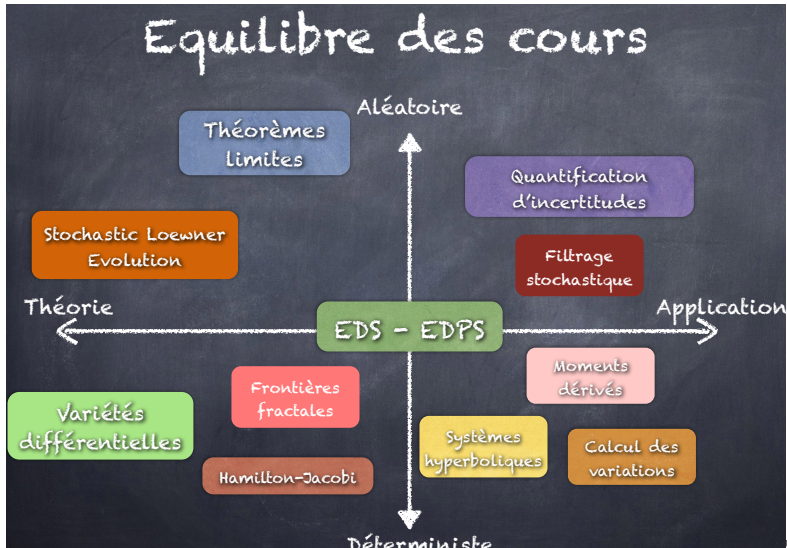 Equilibre des cours
Aléatoire
Théorèmes
limites
Quantification
d'incertitudes
Stochastic Loewner
Evolution
Filtrage
stochastique
Théorie
Application
EDS - EDPS
Moments
dérivés
Frontières
fractales
Variétés
différentielles
Systèmes
hyperboliques
Calcul des
variations
Hamilton-Jacobi
Déterministe